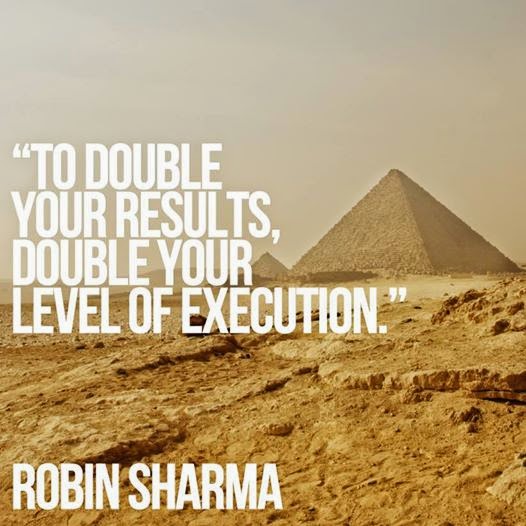 “TO DOUBLE
YOUR RESULTS,
DOUBLE YOUR
LEVEL OF EXECUTION.”
ROBIN SHARMA